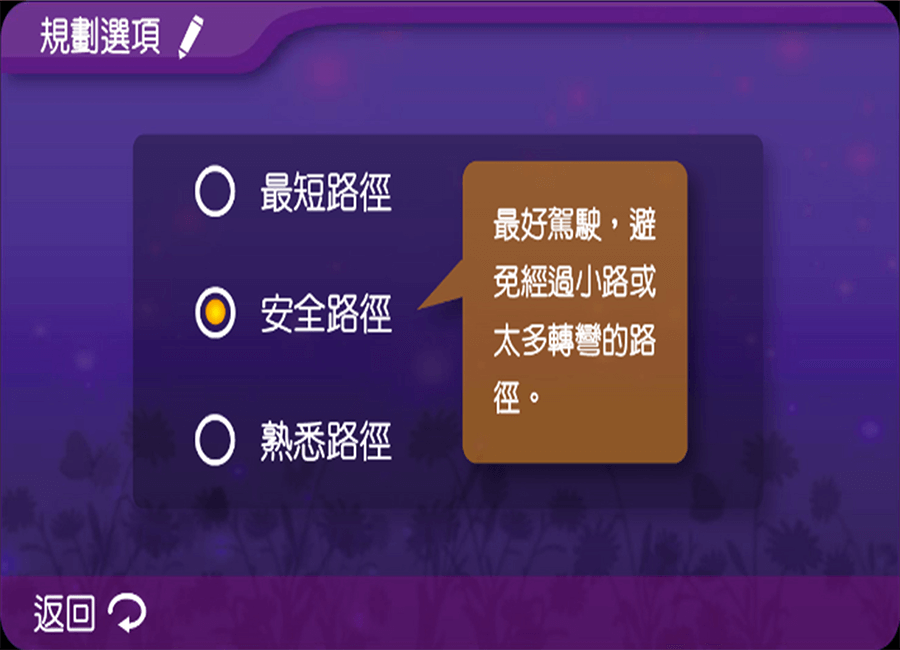 規劃選項
最短路徑
安全路徑
熟悉路徑
最好駕駛，避
免經過小路或
太多轉彎的路
徑。
返回